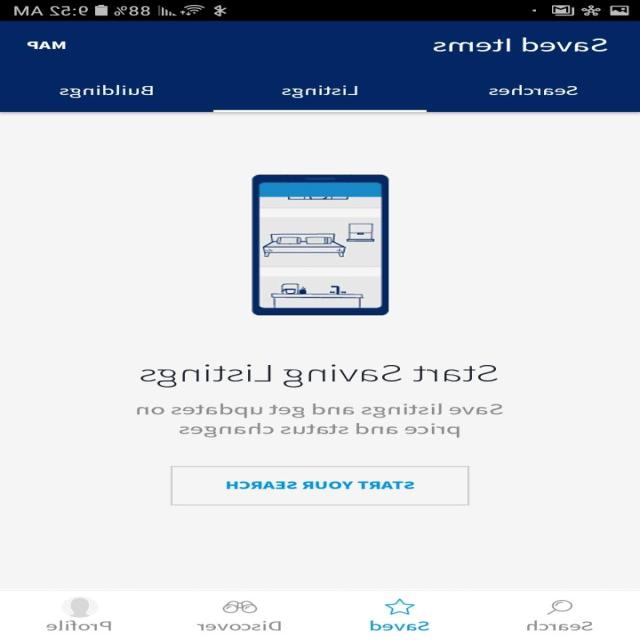 88% 9:52 AM
Saved Items
MAP
Searches
Listings
Buildings
Start Saving Listings
Save listings and get updates on
price and status changes
START YOUR SEARCH
Search
Saved
Discover
Profile